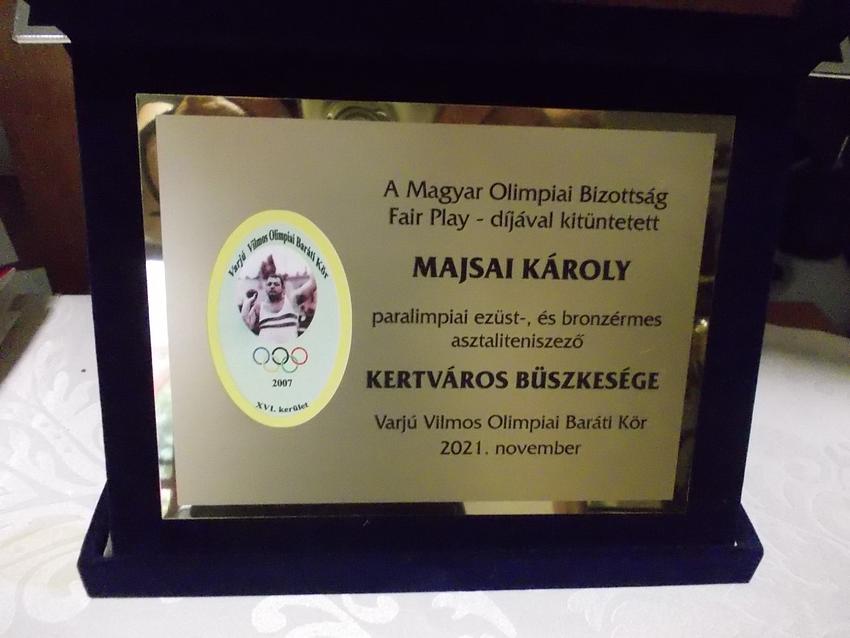 Varjú Vilmos Olimpiai Baráti Kör
2007
XVI. kerület
A Magyar Olimpiai Bizottság
Fair Play - díjával kitüntetett
MAJSAI KÁROLY
paralimpiai ezüst-, és bronzérmes
asztaliteniszező
KERTVÁROS BÜSZKESÉGE
Varjú Vilmos Olimpiai Baráti Kör
2021. november